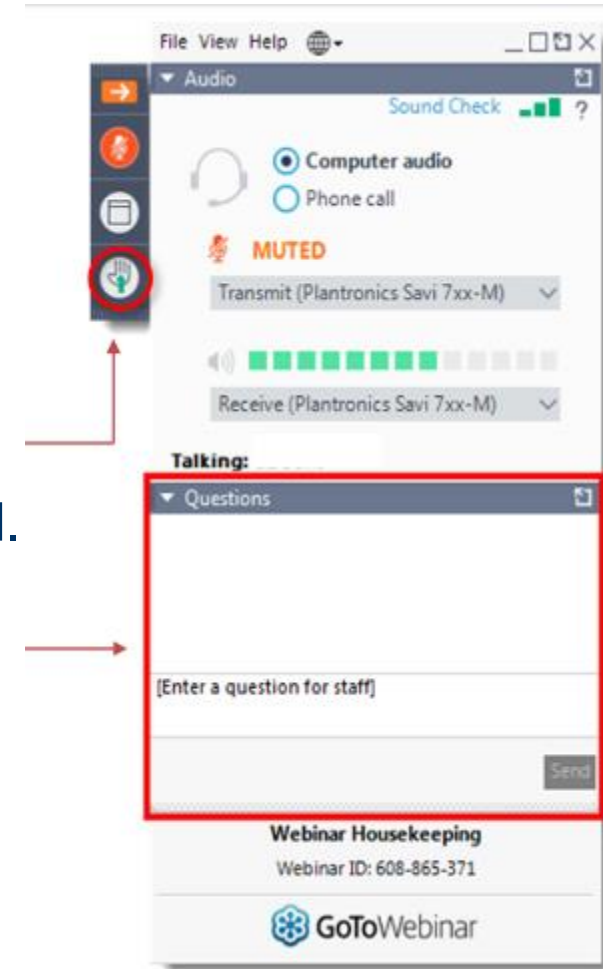 File View Help
Audio
Sound Check ?
Computer audio
Phone call
MUTED
Transmit (Plantronics Savi 7xx-M)
Receive (Plantronics Savi 7xx-M)
Talking:
Questions
[Enter a question for staff]
Send
Webinar Housekeeping
Webinar ID: 608-865-371
GoToWebinar